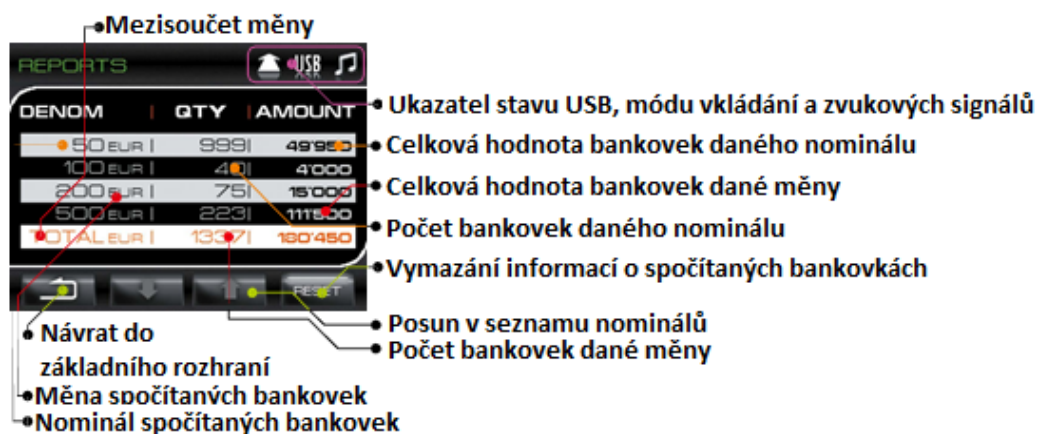 Mezisoučet měny
REPORTS USB
DENOM | QTY | AMOUNT
50 EUR | 999| 49'950
100 EUR | 40| 4'000
200 EUR | 75| 15'000
500 EUR | 223| 111'500
TOTAL EUR | 1337| 180'450
RESET
Ukazatel stavu USB, módu vkládání a zvukových signálů
Celková hodnota bankovek daného nominálu
Celková hodnota bankovek dané měny
Počet bankovek daného nominálu
Vymazání informací o spočítaných bankovkách
Posun v seznamu nominálů
Počet bankovek dané měny
Návrat do
základního rozhraní
Měna spočítaných bankovek
Nominál spočítaných bankovek